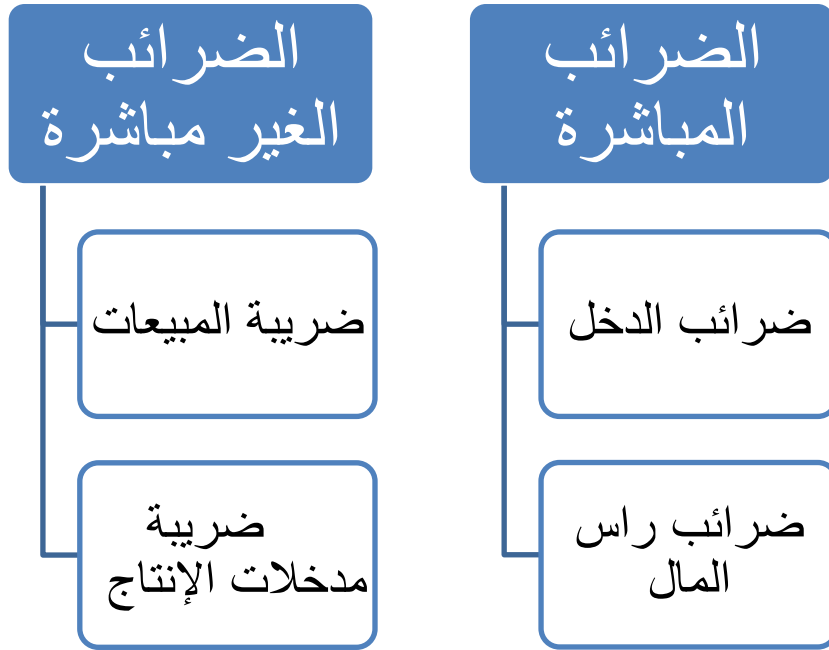 الضرائب
المباشرة
ضرائب الدخل
ضرائب راس
المال
الضرائب
الغير مباشرة
ضريبة المبيعات
ضريبة
مدخلات الإنتاج